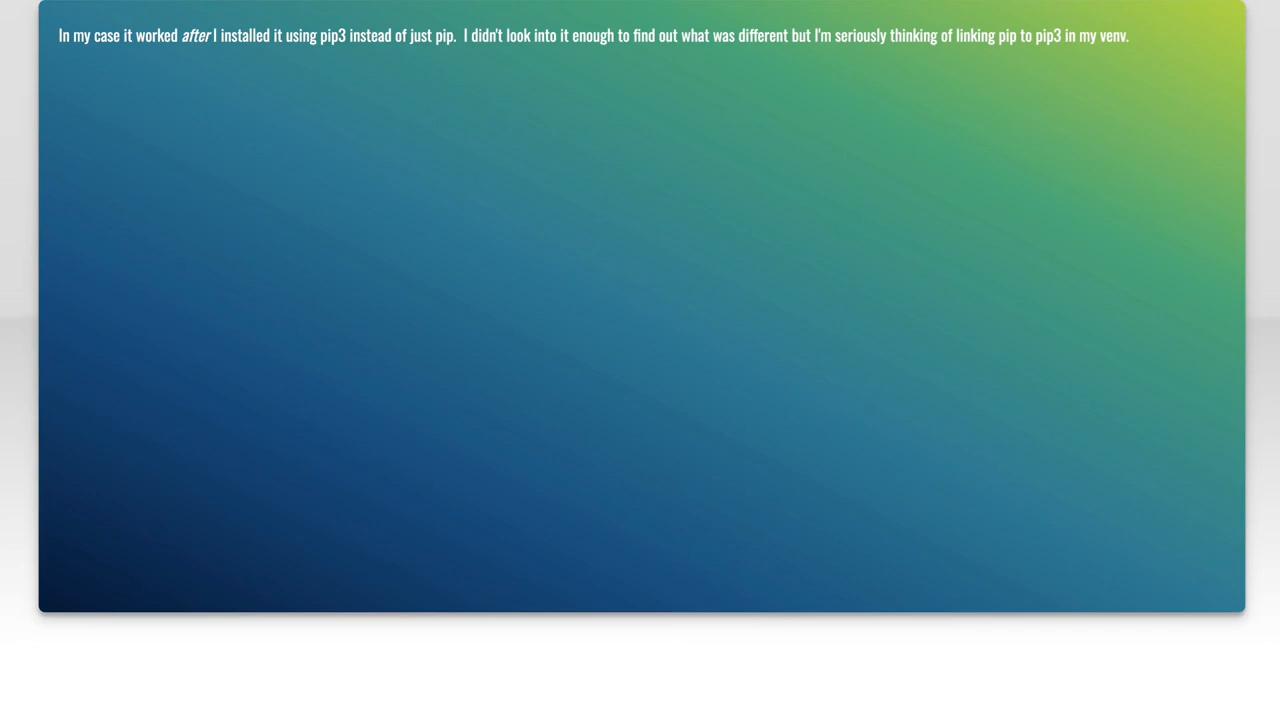 In my case it worked after I installed it using pip3 instead of just pip.  I didn't look into it enough to find out what was different but I'm seriously thinking of linking pip to pip3 in my venv.